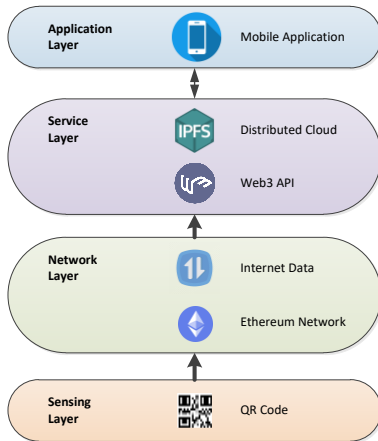 Application
Layer
Mobile Application
Service
Layer
IPFS
Distributed Cloud
Web3 API
Network
Layer
Internet Data
Ethereum Network
Sensing
Layer
QR Code